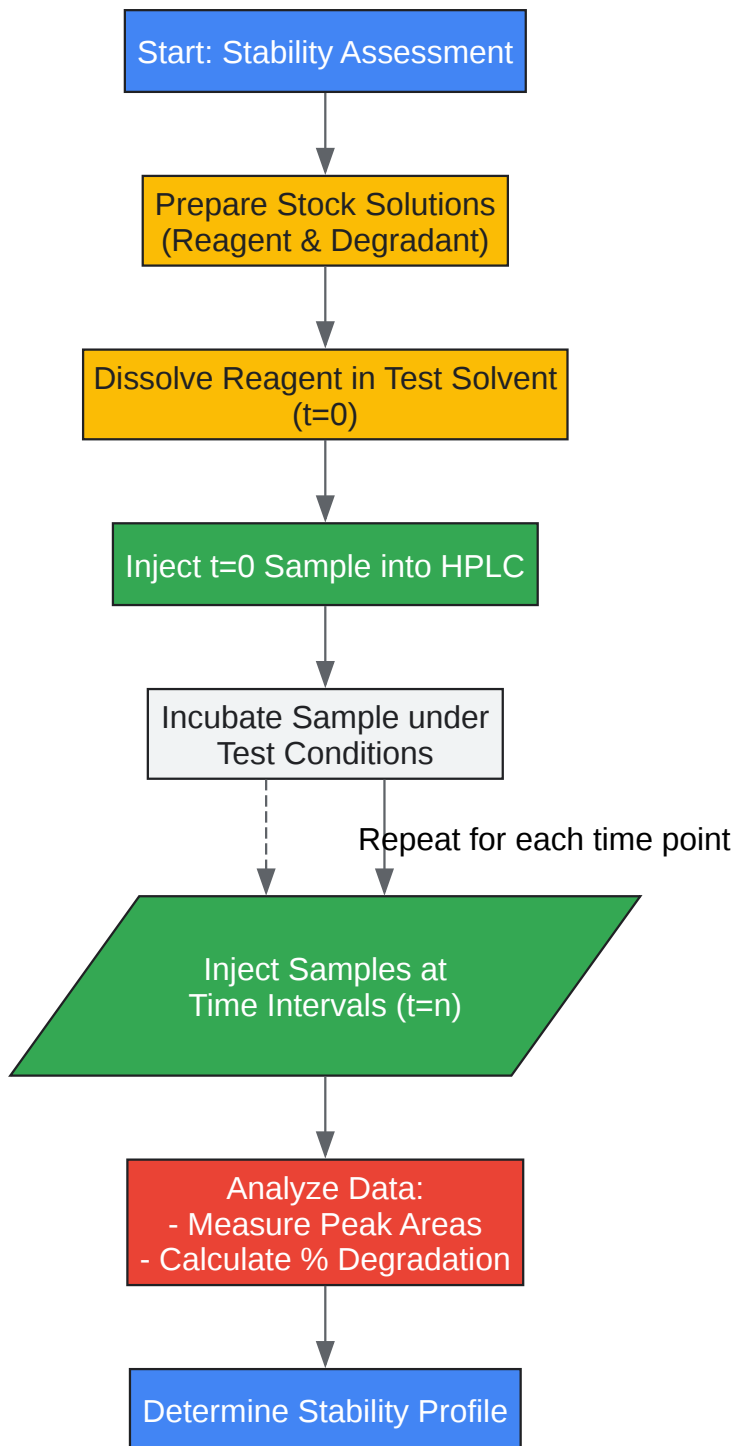 Start: Stability Assessment
Prepare Stock Solutions
(Reagent & Degradant)
Dissolve Reagent in Test Solvent
(t=0)
Inject t=0 Sample into HPLC
Incubate Sample under
Test Conditions
Repeat for each time point
Inject Samples at
Time Intervals (t=n)
Analyze Data:
- Measure Peak Areas
- Calculate % Degradation
Determine Stability Profile